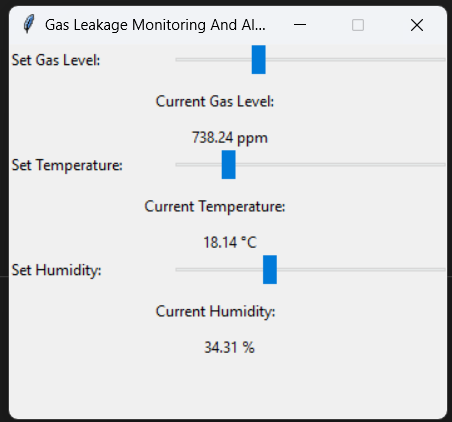 Gas Leakage Monitoring And Al...
Set Gas Level:
Current Gas Level:
738.24 ppm
Set Temperature:
Current Temperature:
18.14 °C
Set Humidity:
Current Humidity:
34.31 %